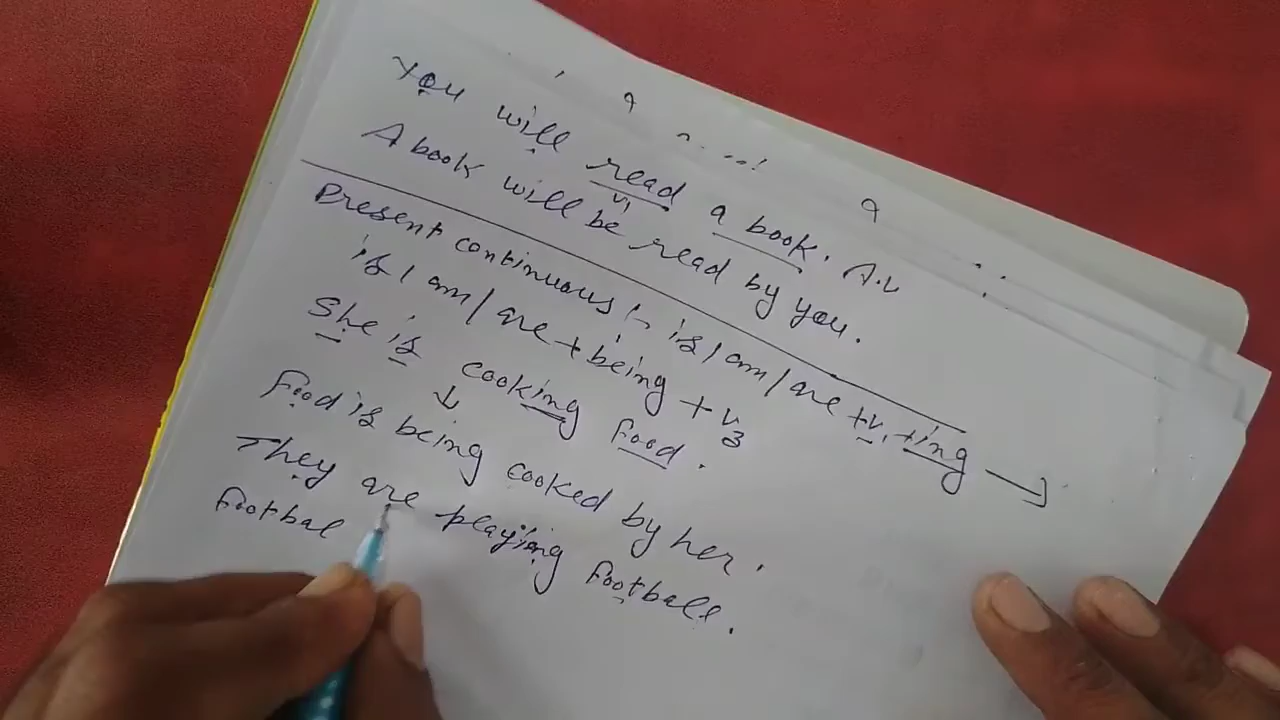 You will read a book. A.V
V1
A book will be read by you.
Present continuous :- is/am/are +V1+ing →
is/am/are + being + V3
She is cooking food.
↓
Food is being cooked by her.
They are playing football.
Footbal